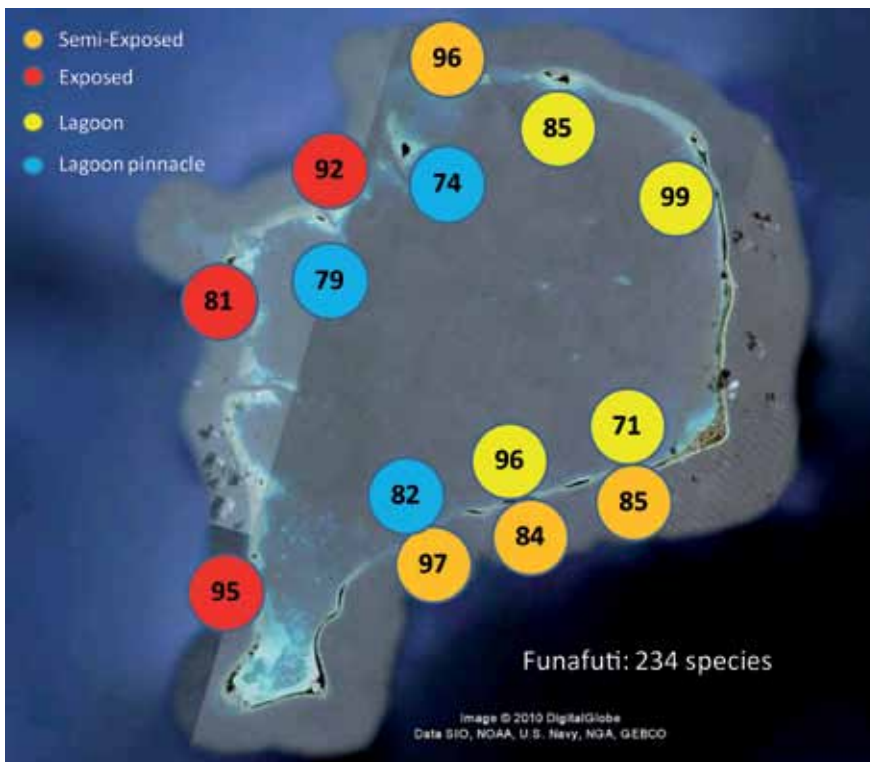 Semi-Exposed
Exposed
Lagoon
Lagoon pinnacle
96
85
92
74
99
79
81
71
96
82
85
84
97
95
Funafuti: 234 species
Image © 2010 DigitalGlobe
Data SIO, NOAA, U.S. Navy, NGA, GEBCO